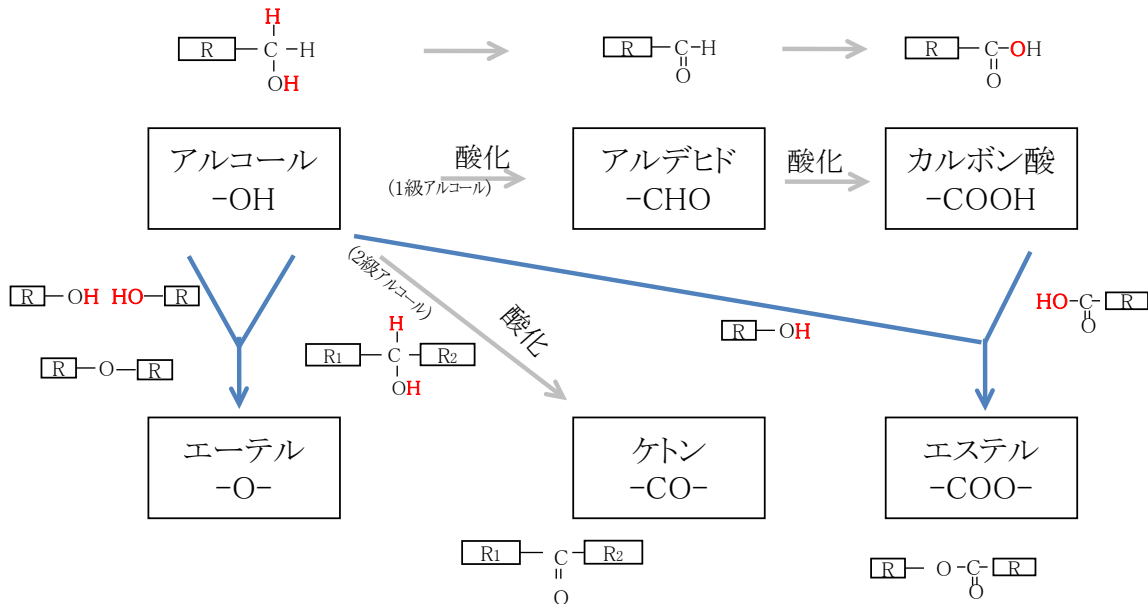 H
R C H
OH
R C H
O
R C OH
O
アルコール
-OH
酸化
(1級アルコール)
アルデヒド
-CHO
酸化
カルボン酸
-COOH
R OH HO R
R O R
(2級アルコール)
酸化
H
R1 C R2
OH
R OH
HO C R
O
エーテル
-O-
ケトン
-CO-
エステル
-COO-
R1 C R2
O
R O C R
O